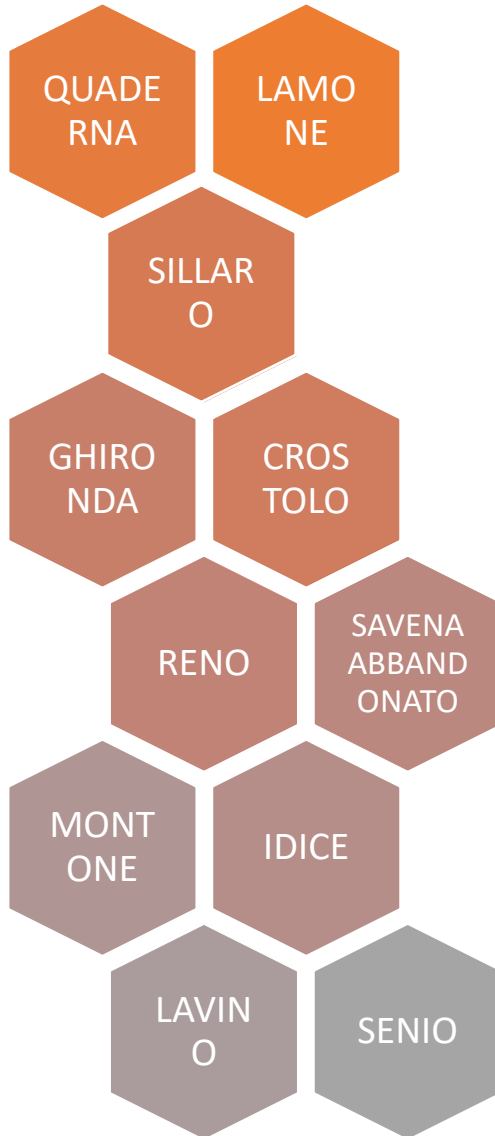 QUADE
RNA
LAMO
NE
SILLAR
O
GHIRO
NDA
CROS
TOLO
RENO
SAVENA
ABBAND
ONATO
MONT
ONE
IDICE
LAVIN
O
SENIO